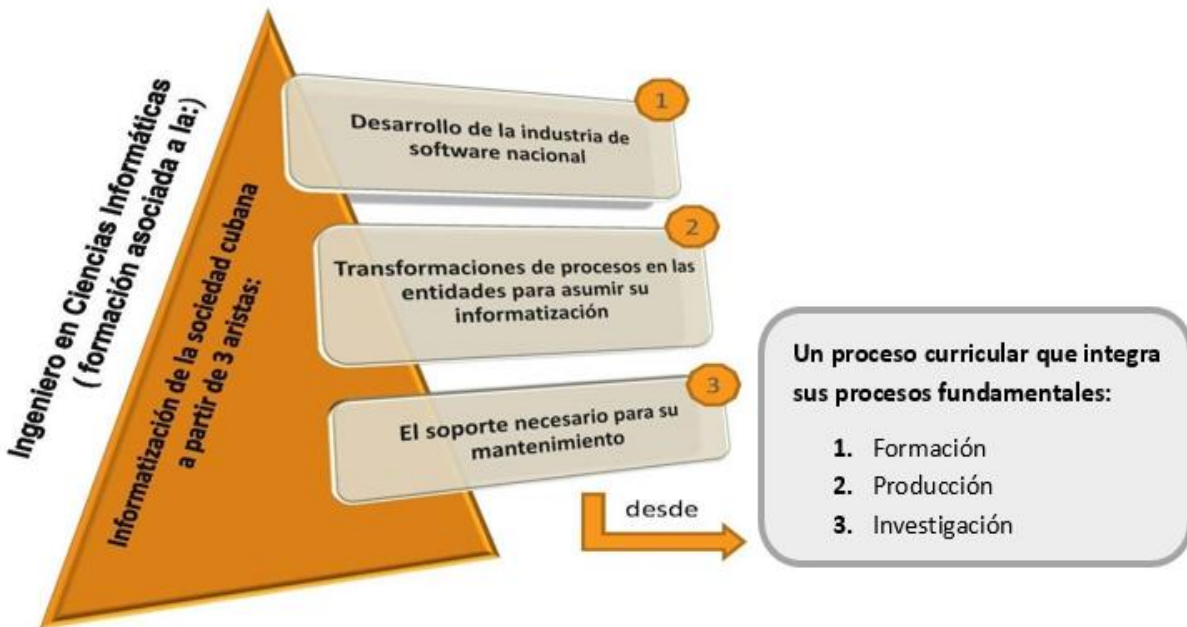 Ingeniero en Ciencias Informáticas
( formación asociada a la:)
Informatización de la sociedad cubana
a partir de 3 aristas:
1
Desarrollo de la industria de
software nacional
2
Transformaciones de procesos en las
entidades para asumir su
informatización
3
El soporte necesario para su
mantenimiento
desde
Un proceso curricular que integra
sus procesos fundamentales:
1. Formación
2. Producción
3. Investigación